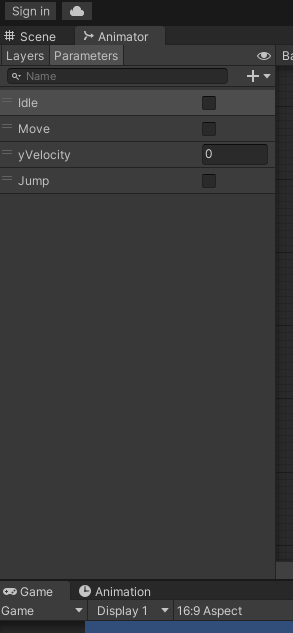 Sign in
Scene Animator
Layers Parameters Ba
Name
Idle
Move
yVelocity 0
Jump
Game Animation
Game Display 1 16:9 Aspect